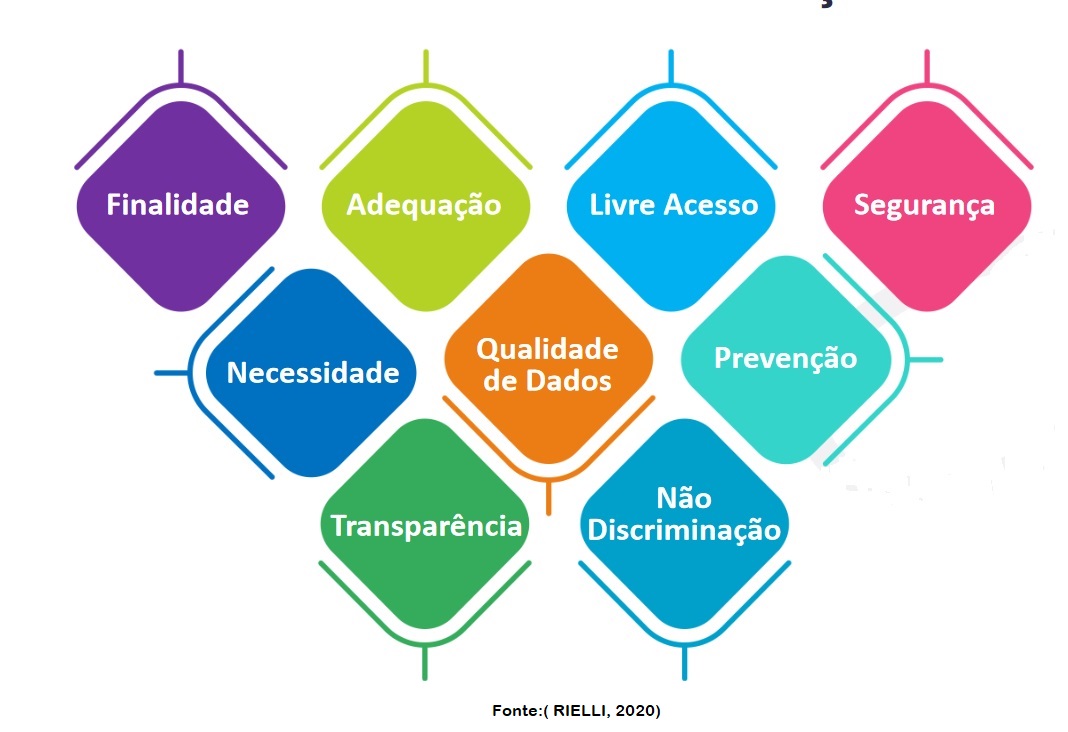 Finalidade
Adequação
Livre Acesso
Segurança
Necessidade
Qualidade
de Dados
Prevenção
Transparência
Não
Discriminação
Fonte:( RIELLI, 2020)